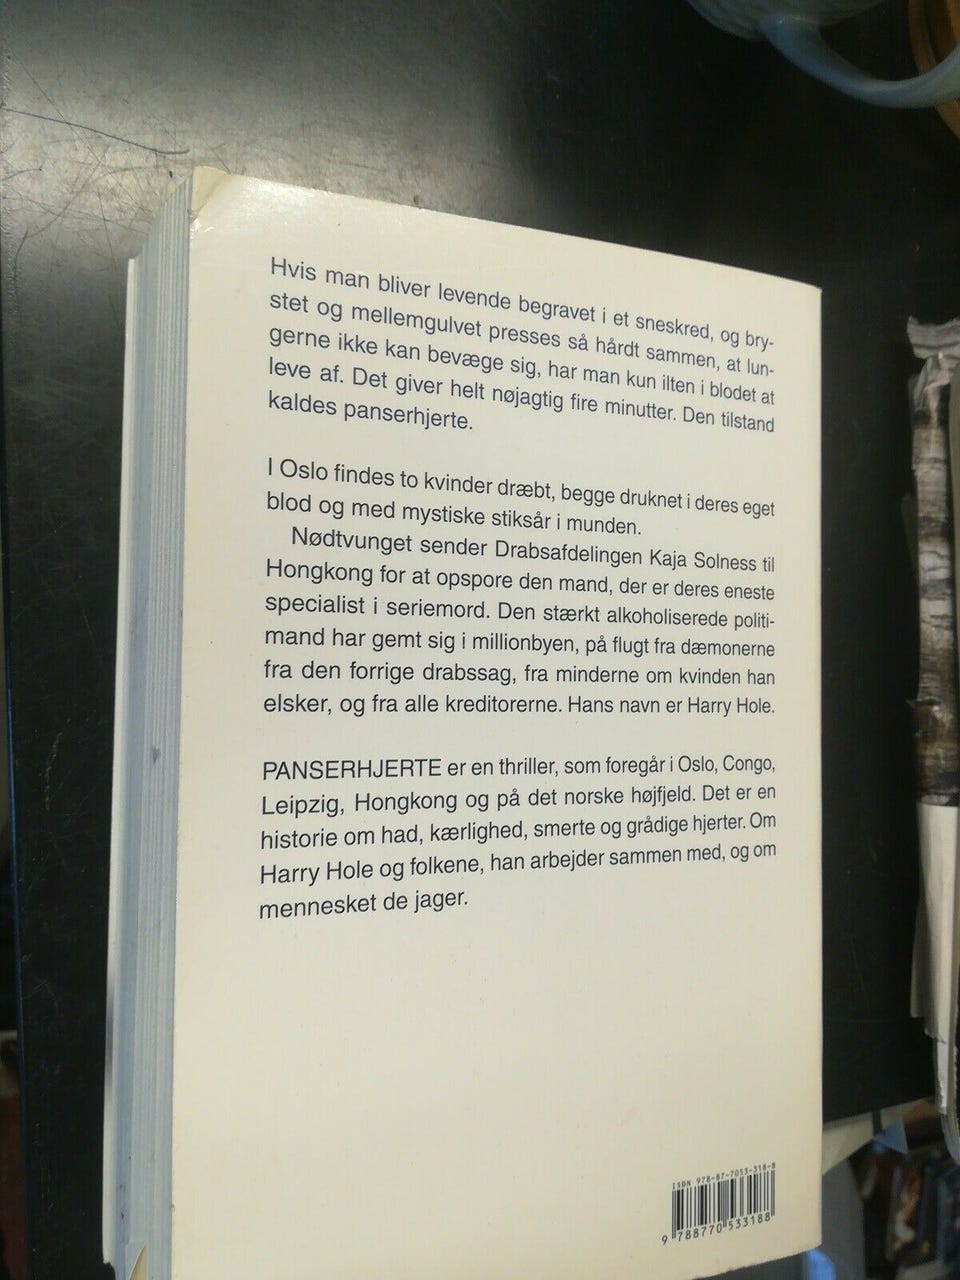 Hvis man bliver levende begravet i et sneskred, og bry-
stet og mellemgulvet presses så hårdt sammen, at lun-
gerne ikke kan bevæge sig, har man kun ilten i blodet at
leve af. Det giver helt nøjagtig fire minutter. Den tilstand
kaldes panserhjerte.
I Oslo findes to kvinder dræbt, begge druknet i deres eget
blod og med mystiske stiksår i munden.
Nødtvunget sender Drabsafdelingen Kaja Solness til
Hongkong for at opspore den mand, der er deres eneste
specialist i seriemord. Den stærkt alkoholiserede politi-
mand har gemt sig i millionbyen, på flugt fra dæmonerne
fra den forrige drabssag, fra minderne om kvinden han
elsker, og fra alle kreditorerne. Hans navn er Harry Hole.
PANSERHJERTE er en thriller, som foregår i Oslo, Congo,
Leipzig, Hongkong og på det norske højfjeld. Det er en
historie om had, kærlighed, smerte og grådige hjerter. Om
Harry Hole og folkene, han arbejder sammen med, og om
mennesket de jager.
ISBN 978-87-7053-318-8
9 788770 533188